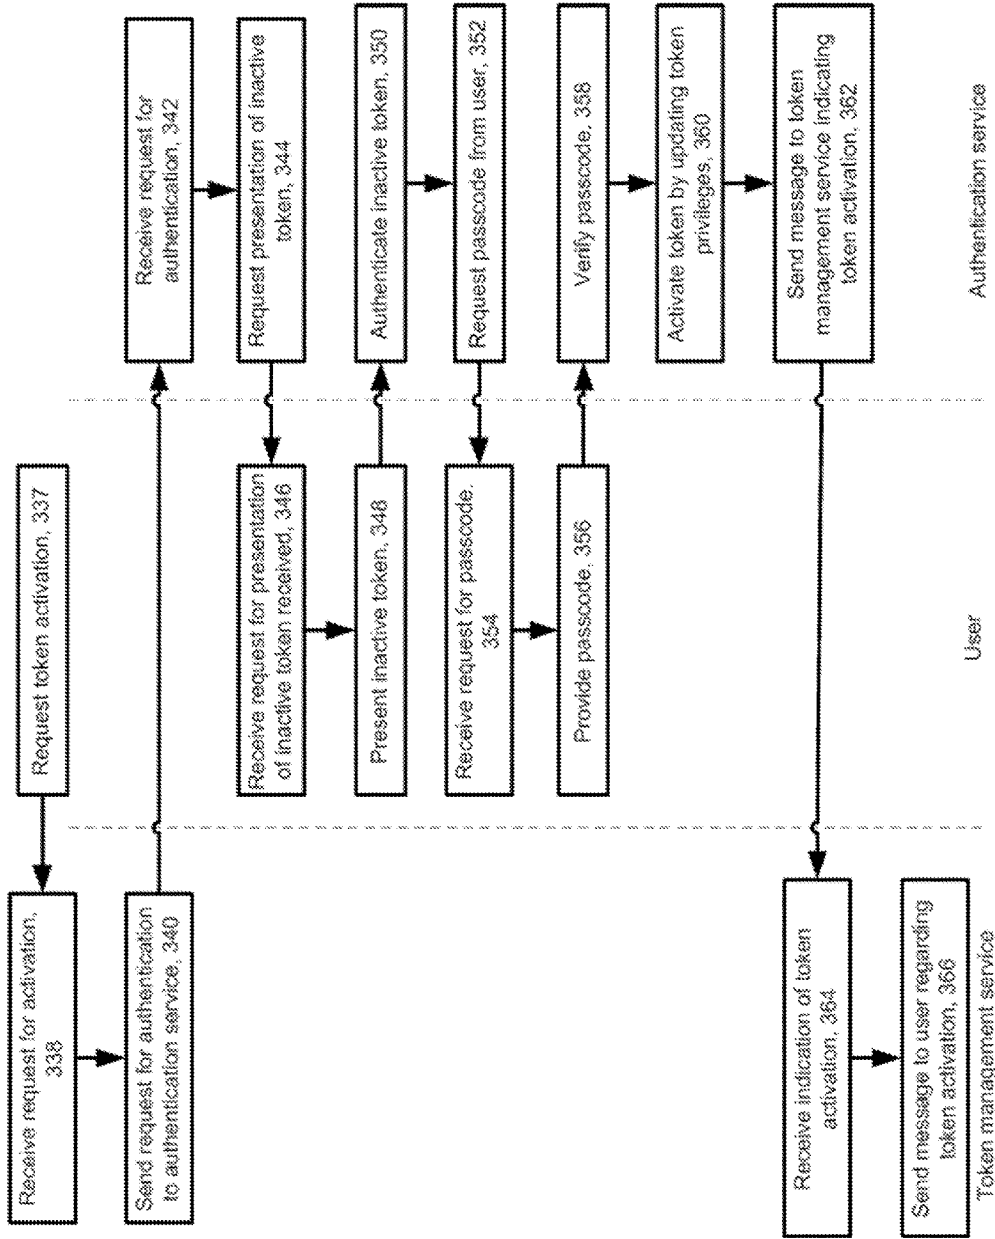 Receive request for activation,
338
Send request for authentication
to authentication service, 340
Receive indication of token
activation, 364
Send message to user regarding
token activation, 366
Token management service
Request token activation, 337
Receive request for presentation
of inactive token received, 346
Present inactive token, 348
Receive request for passcode,
354
Provide passcode, 356
User
Receive request for
authentication, 342
Request presentation of inactive
token, 344
Authenticate inactive token, 350
Request passcode from user, 352
Verify passcode, 358
Activate token by updating token
privileges, 360
Send message to token
management service indicating
token activation, 362
Authentication service